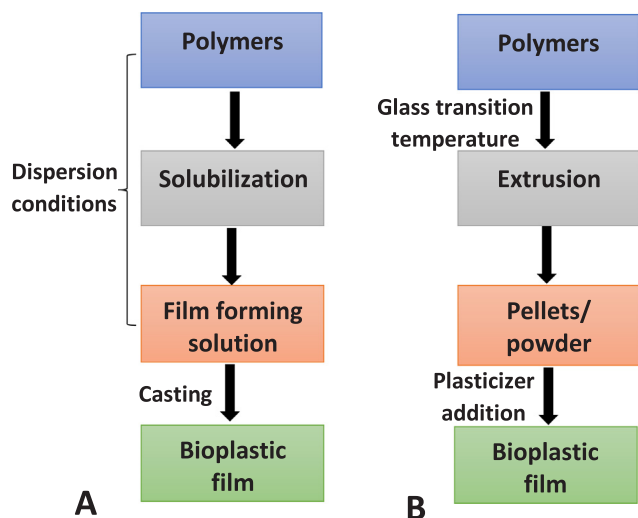 Polymers
Dispersion
conditions
Solubilization
Film forming
solution
Casting
Bioplastic
film
A
Polymers
Glass transition
temperature
Extrusion
Pellets/
powder
Plasticizer
addition
Bioplastic
film
B